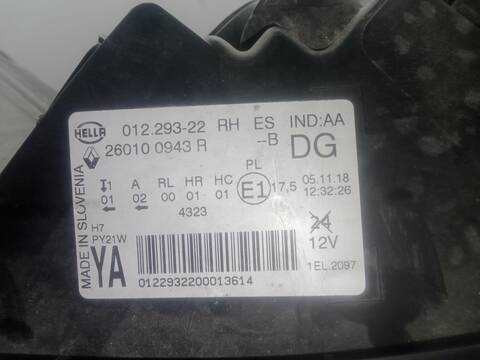 HELLA 012.293-22 RH ES IND:AA
26010 0943 R --B DG
PL
1 A RL HR HC E1 17,5 05.11.18
01 02 00 01 01 12:32:26
4323
24
H7 12V
PY21W
YA 0122932200013614 1EL.2097
MADE IN SLOVENIA